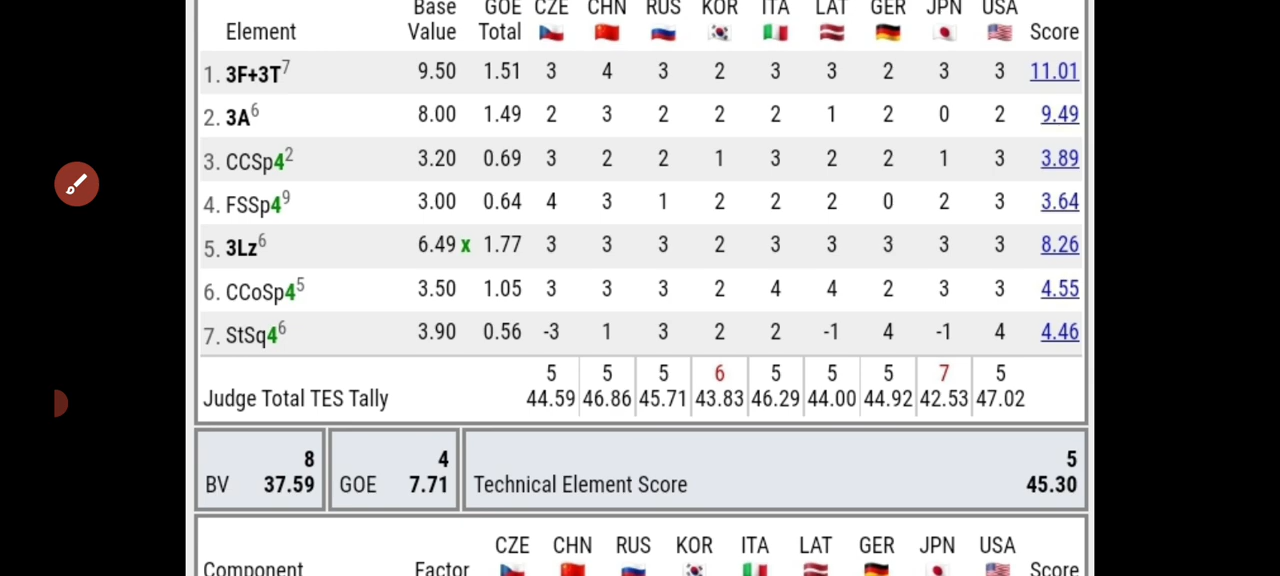 Base GOE CZE CHN RUS KOR ITA LAT GER JPN USA
Element Value Total Score
1. 3F+3T7 9.50 1.51 3 4 3 2 3 3 2 3 3 11.01
2. 3A6 8.00 1.49 2 3 2 2 2 1 2 0 2 9.49
3. CCSp42 3.20 0.69 3 2 2 1 3 2 2 1 3 3.89
4. FSSp49 3.00 0.64 4 3 1 2 2 2 0 2 3 3.64
5. 3Lz6 6.49 x 1.77 3 3 3 2 3 3 3 3 3 8.26
6. CCoSp45 3.50 1.05 3 3 3 2 4 4 2 3 3 4.55
7. StSq46 3.90 0.56 -3 1 3 2 2 -1 4 -1 4 4.46
5 5 5 6 5 5 5 7 5
Judge Total TES Tally 44.59 46.86 45.71 43.83 46.29 44.00 44.92 42.53 47.02
8 4 5
BV 37.59 GOE 7.71 Technical Element Score 45.30
CZE CHN RUS KOR ITA LAT GER JPN USA
Component Factor Score